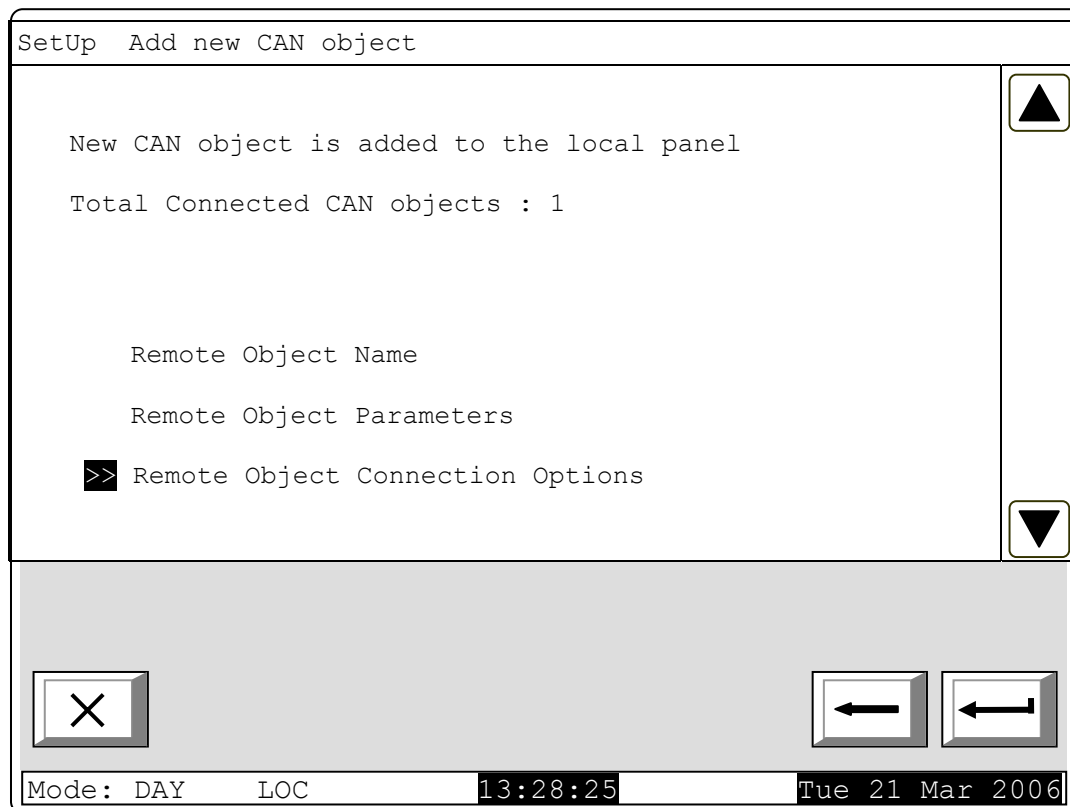 SetUp Add new CAN object
New CAN object is added to the local panel
Total Connected CAN objects : 1
Remote Object Name
Remote Object Parameters
>> Remote Object Connection Options
Mode: DAY LOC 13:28:25 Tue 21 Mar 2006